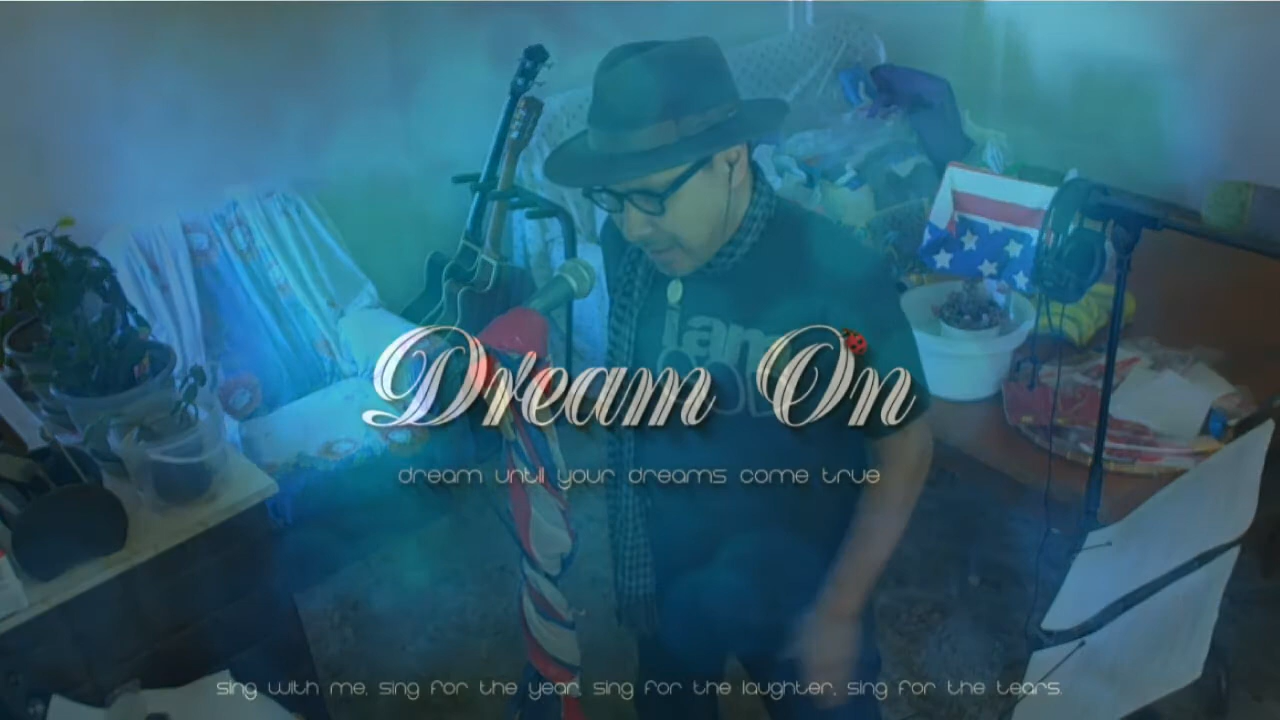 I am
Dream On
dream until your dreams come true
sing with me, sing for the year, sing for the laughter, sing for the tears.